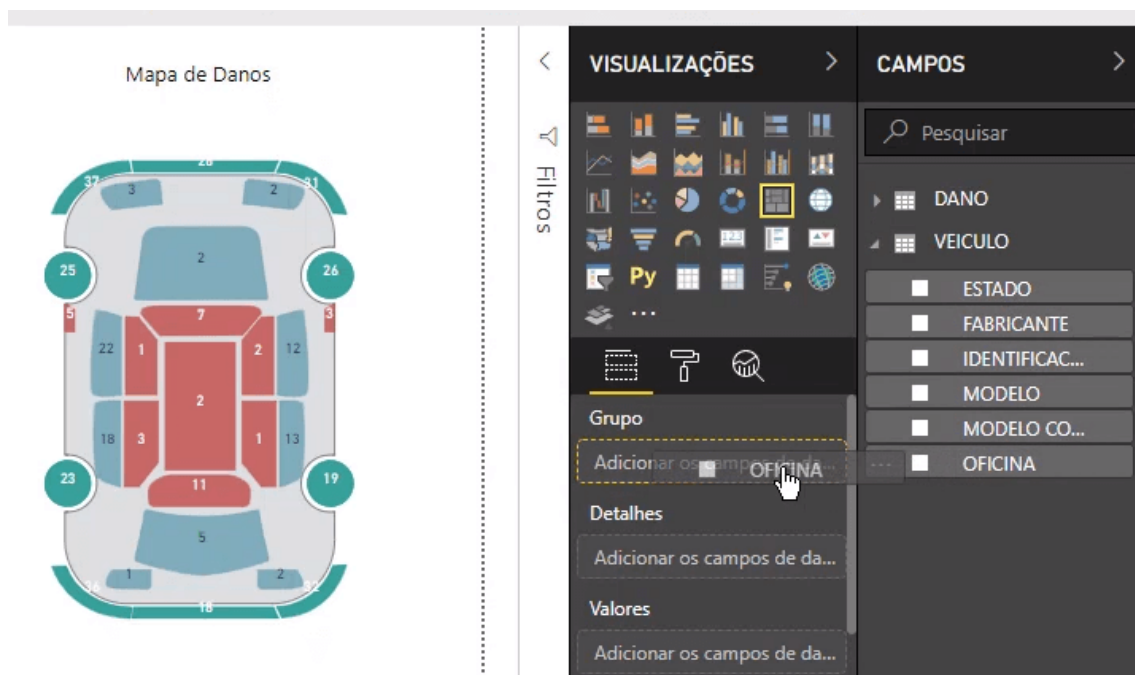 Mapa de Danos
28
37
31
3
2
2
25
26
5
7
3
22
1
2
12
2
18
3
1
13
23
11
19
5
1
2
36
32
18
Filtros
VISUALIZAÇÕES
123
Py
...
Grupo
Adicionar os campos de da...
OFICINA
Detalhes
Adicionar os campos de da...
Valores
Adicionar os campos de da...
CAMPOS
Pesquisar
DANO
VEICULO
ESTADO
FABRICANTE
IDENTIFICAC...
MODELO
MODELO CO...
OFICINA